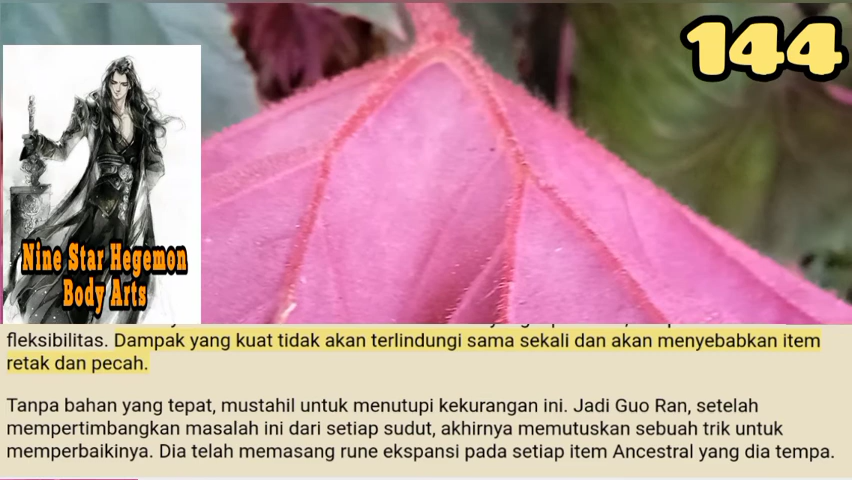 144
Nine Star Hegemon
Body Arts
fleksibilitas. Dampak yang kuat tidak akan terlindungi sama sekali dan akan menyebabkan item
retak dan pecah.
Tanpa bahan yang tepat, mustahil untuk menutupi kekurangan ini. Jadi Guo Ran, setelah
mempertimbangkan masalah ini dari setiap sudut, akhirnya memutuskan sebuah trik untuk
memperbaikinya. Dia telah memasang rune ekspansi pada setiap item Ancestral yang dia tempa.